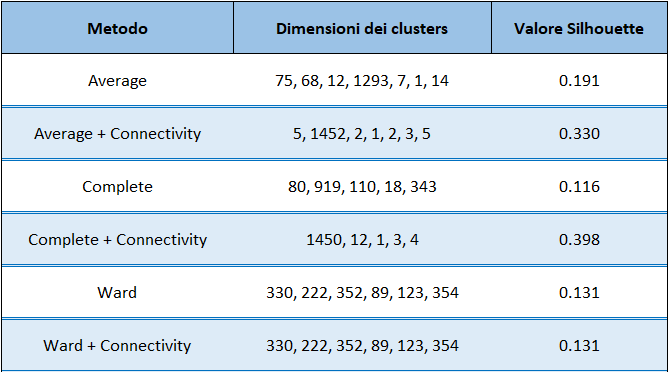 Metodo Dimensioni dei clusters Valore Silhouette
Average 75, 68, 12, 1293, 7, 1, 14 0.191
Average + Connectivity 5, 1452, 2, 1, 2, 3, 5 0.330
Complete 80, 919, 110, 18, 343 0.116
Complete + Connectivity 1450, 12, 1, 3, 4 0.398
Ward 330, 222, 352, 89, 123, 354 0.131
Ward + Connectivity 330, 222, 352, 89, 123, 354 0.131